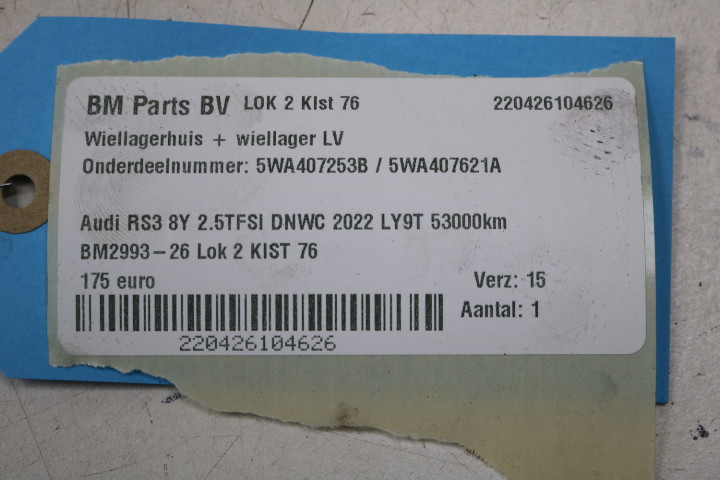 BM Parts BV LOK 2 KIst 76 220426104626
Wiellagerhuis + wiellager LV
Onderdeelnummer: 5WA407253B / 5WA407621A
Audi RS3 8Y 2.5TFSI DNWC 2022 LY9T 53000km
BM2993-26 Lok 2 KIST 76
175 euro Verz: 15
Aantal: 1
220426104626